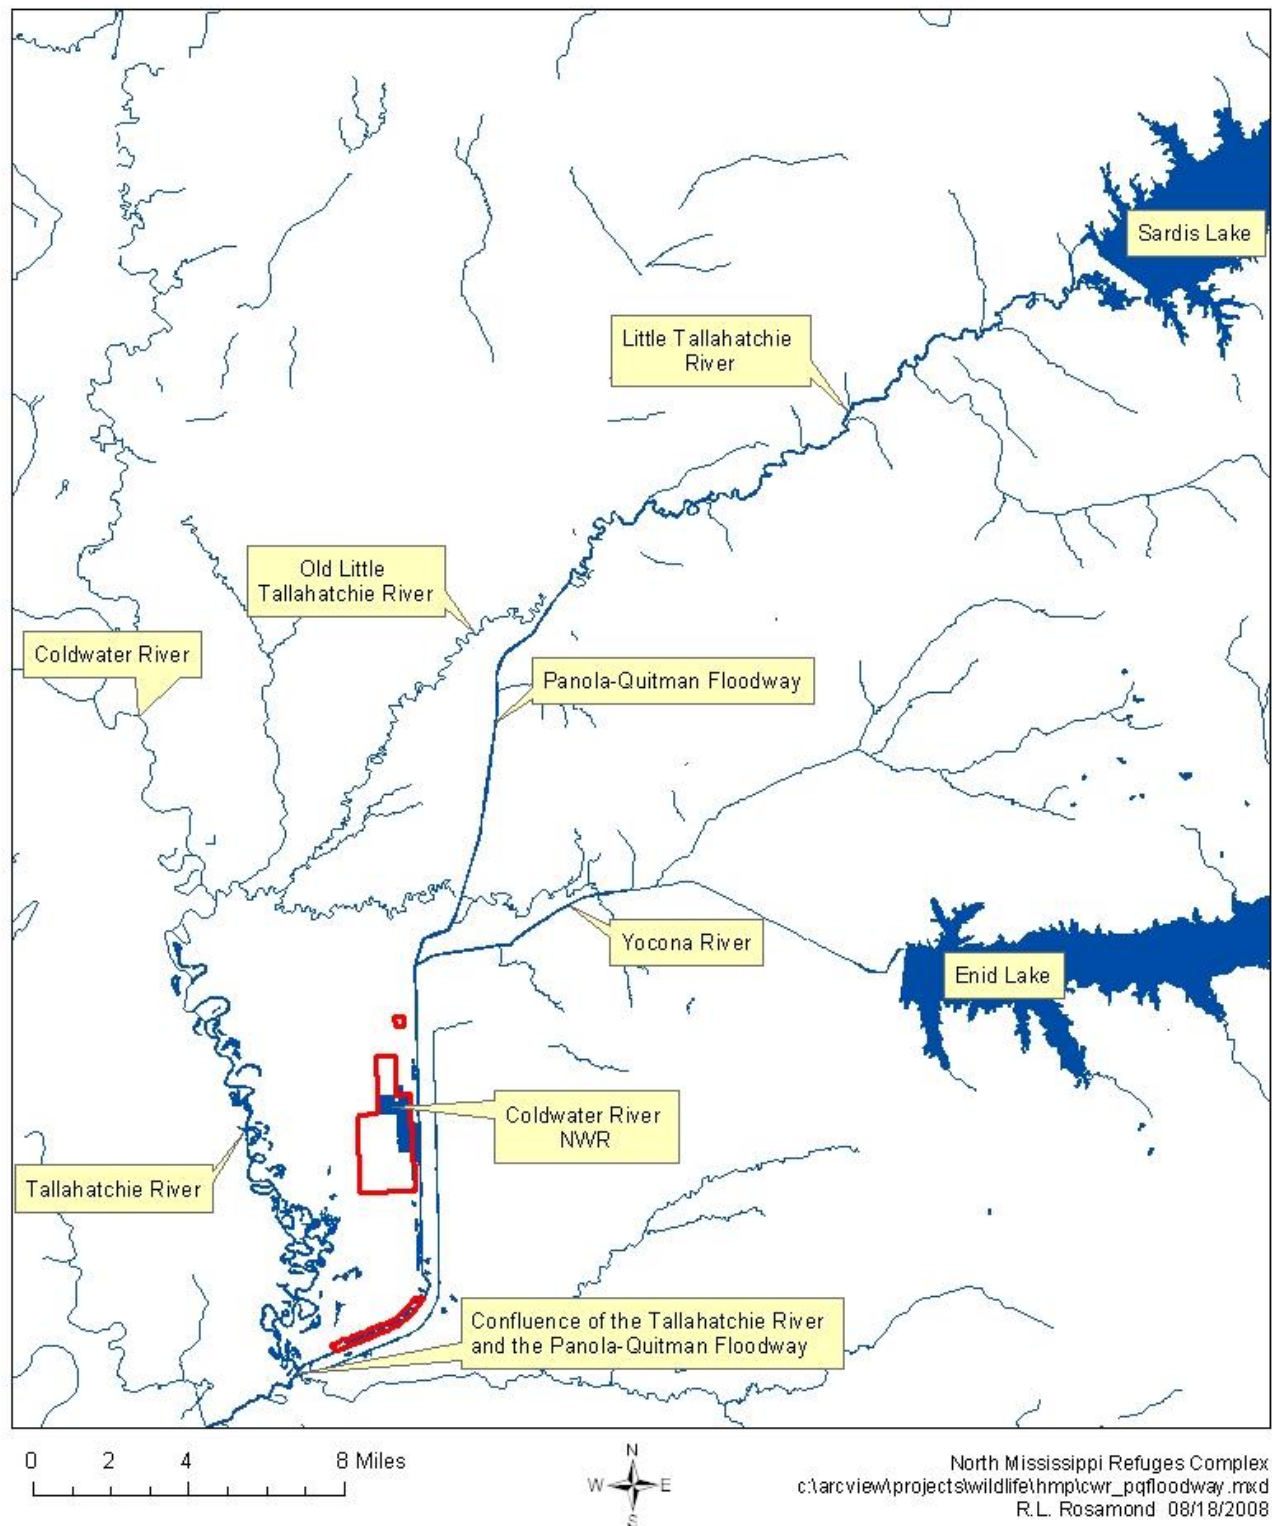 Sardis Lake
Little Tallahatchie
River
Old Little
Tallahatchie River
Coldwater River
Panola-Quitman Floodway
Yocona River
Enid Lake
Coldwater River
NWR
Tallahatchie River
Confluence of the Tallahatchie River
and the Panola-Quitman Floodway
0 2 4 8 Miles
N
W E
S
North Mississippi Refuges Complex
c:\arcview\projects\wildlife\hmp\cwr_pqfloodway.mxd
R.L. Rosamond 08/18/2008